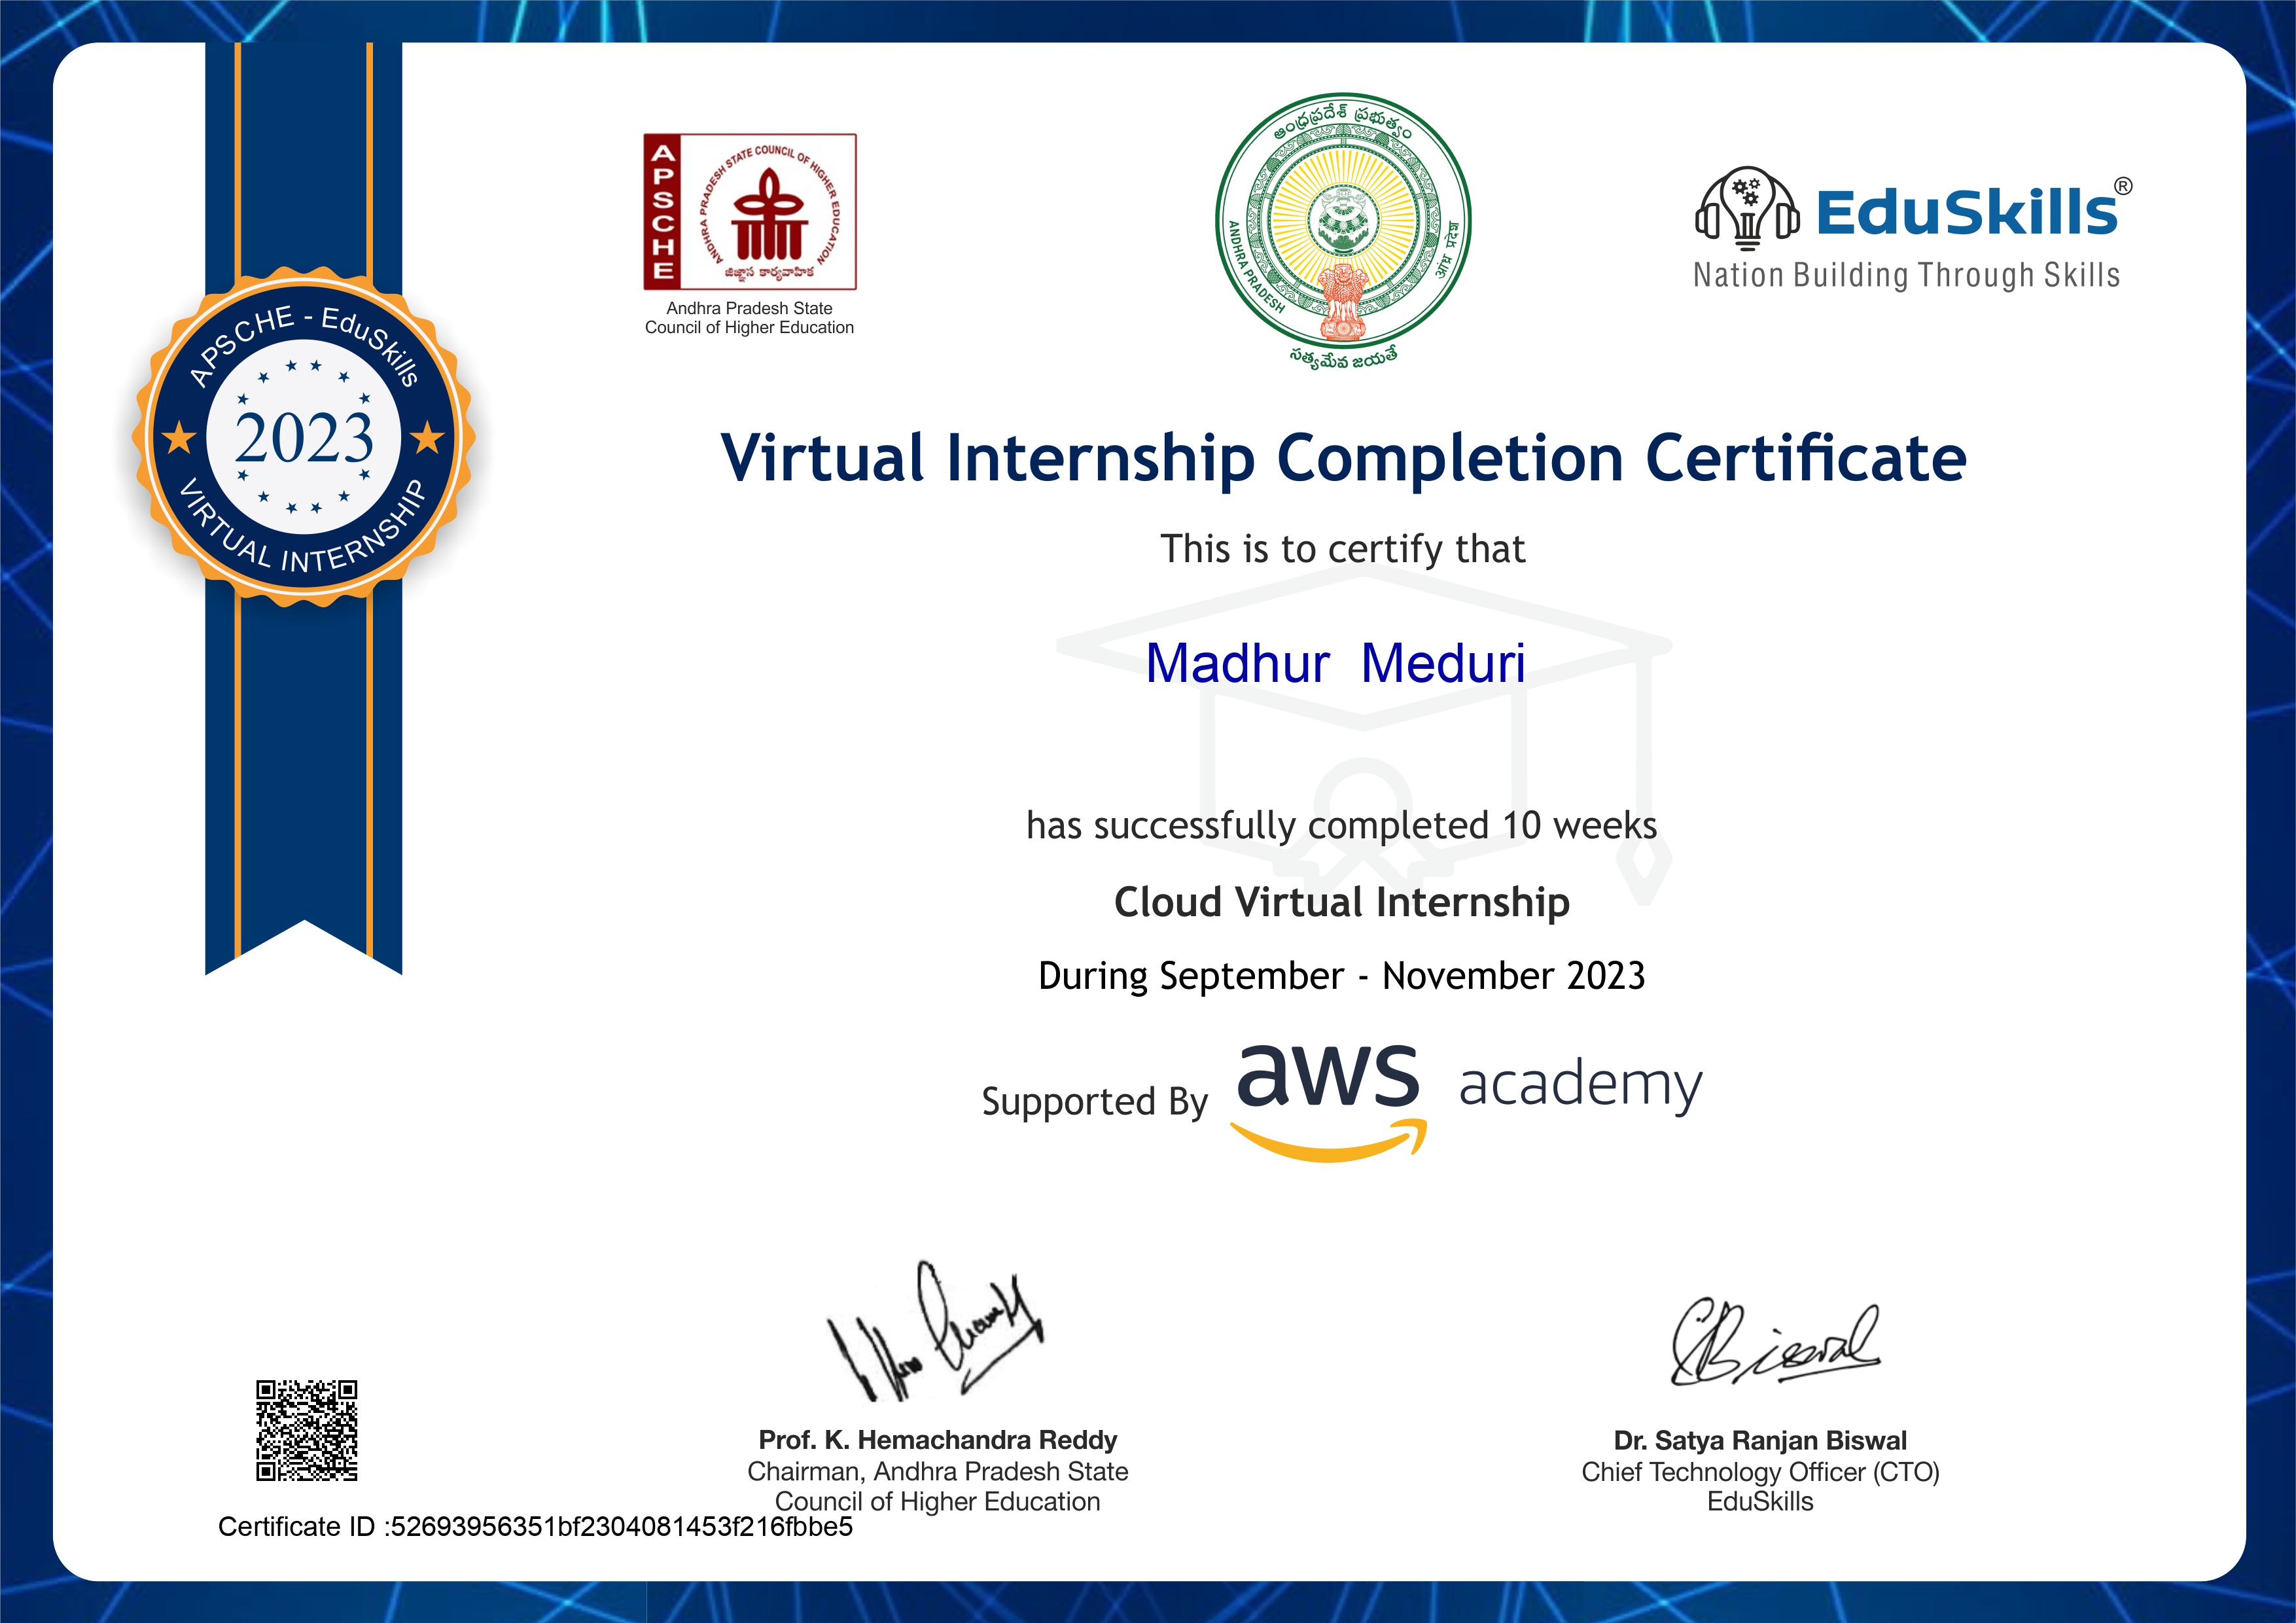 APSCHE
ANDHRA PRADESH STATE COUNCIL OF HIGHER EDUCATION
జిజ్ఞాస కార్యవాహిక
Andhra Pradesh State
Council of Higher Education
ఆంధ్రప్రదేశ్ ప్రభుత్వం
ANDHRA PRADESH
आंध्र प्रदेश
సత్యమేవ జయతే
EduSkills®
Nation Building Through Skills
APSCHE - EduSkills
2023
VIRTUAL INTERNSHIP
Virtual Internship Completion Certificate
This is to certify that
Madhur Meduri
has successfully completed 10 weeks
Cloud Virtual Internship
During September - November 2023
Supported By aws academy
Prof. K. Hemachandra Reddy
Chairman, Andhra Pradesh State
Council of Higher Education
Biswal
Dr. Satya Ranjan Biswal
Chief Technology Officer (CTO)
EduSkills
Certificate ID :52693956351bf2304081453f216fbbe5